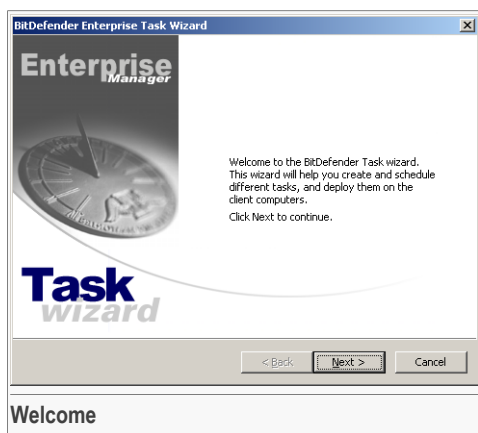 BitDefender Enterprise Task Wizard
Enterprise
Manager
Welcome to the BitDefender Task wizard.
This wizard will help you create and schedule
different tasks, and deploy them on the
client computers.
Click Next to continue.
Task
wizard
< Back
Next >
Cancel
Welcome